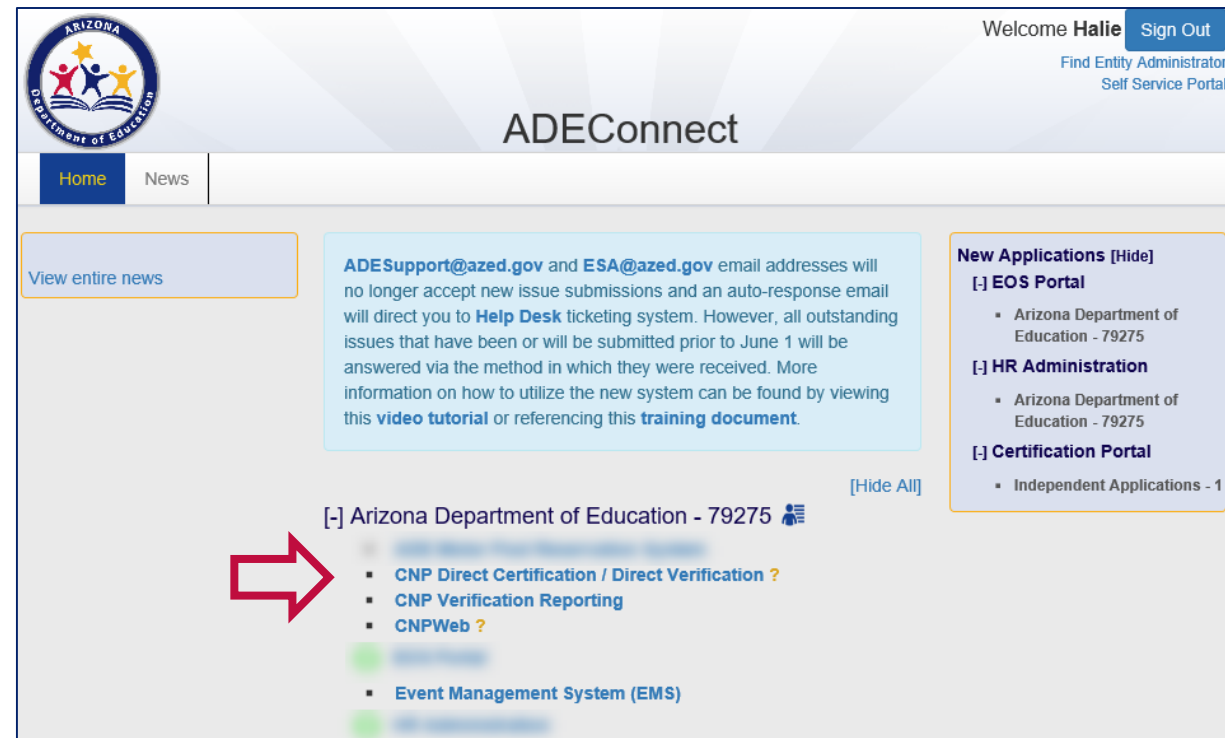 ARIZONA
Department of Education
Welcome Halie Sign Out
Find Entity Administrator
Self Service Portal
ADEConnect
Home News
View entire news
ADESupport@azed.gov and ESA@azed.gov email addresses will
no longer accept new issue submissions and an auto-response email
will direct you to Help Desk ticketing system. However, all outstanding
issues that have been or will be submitted prior to June 1 will be
answered via the method in which they were received. More
information on how to utilize the new system can be found by viewing
this video tutorial or referencing this training document.
New Applications [Hide]
[-] EOS Portal
▪ Arizona Department of
Education - 79275
[-] HR Administration
▪ Arizona Department of
Education - 79275
[-] Certification Portal
▪ Independent Applications - 1
[Hide All]
[-] Arizona Department of Education - 79275
▪ CNP Direct Certification / Direct Verification ?
▪ CNP Verification Reporting
▪ CNPWeb ?
▪ Event Management System (EMS)